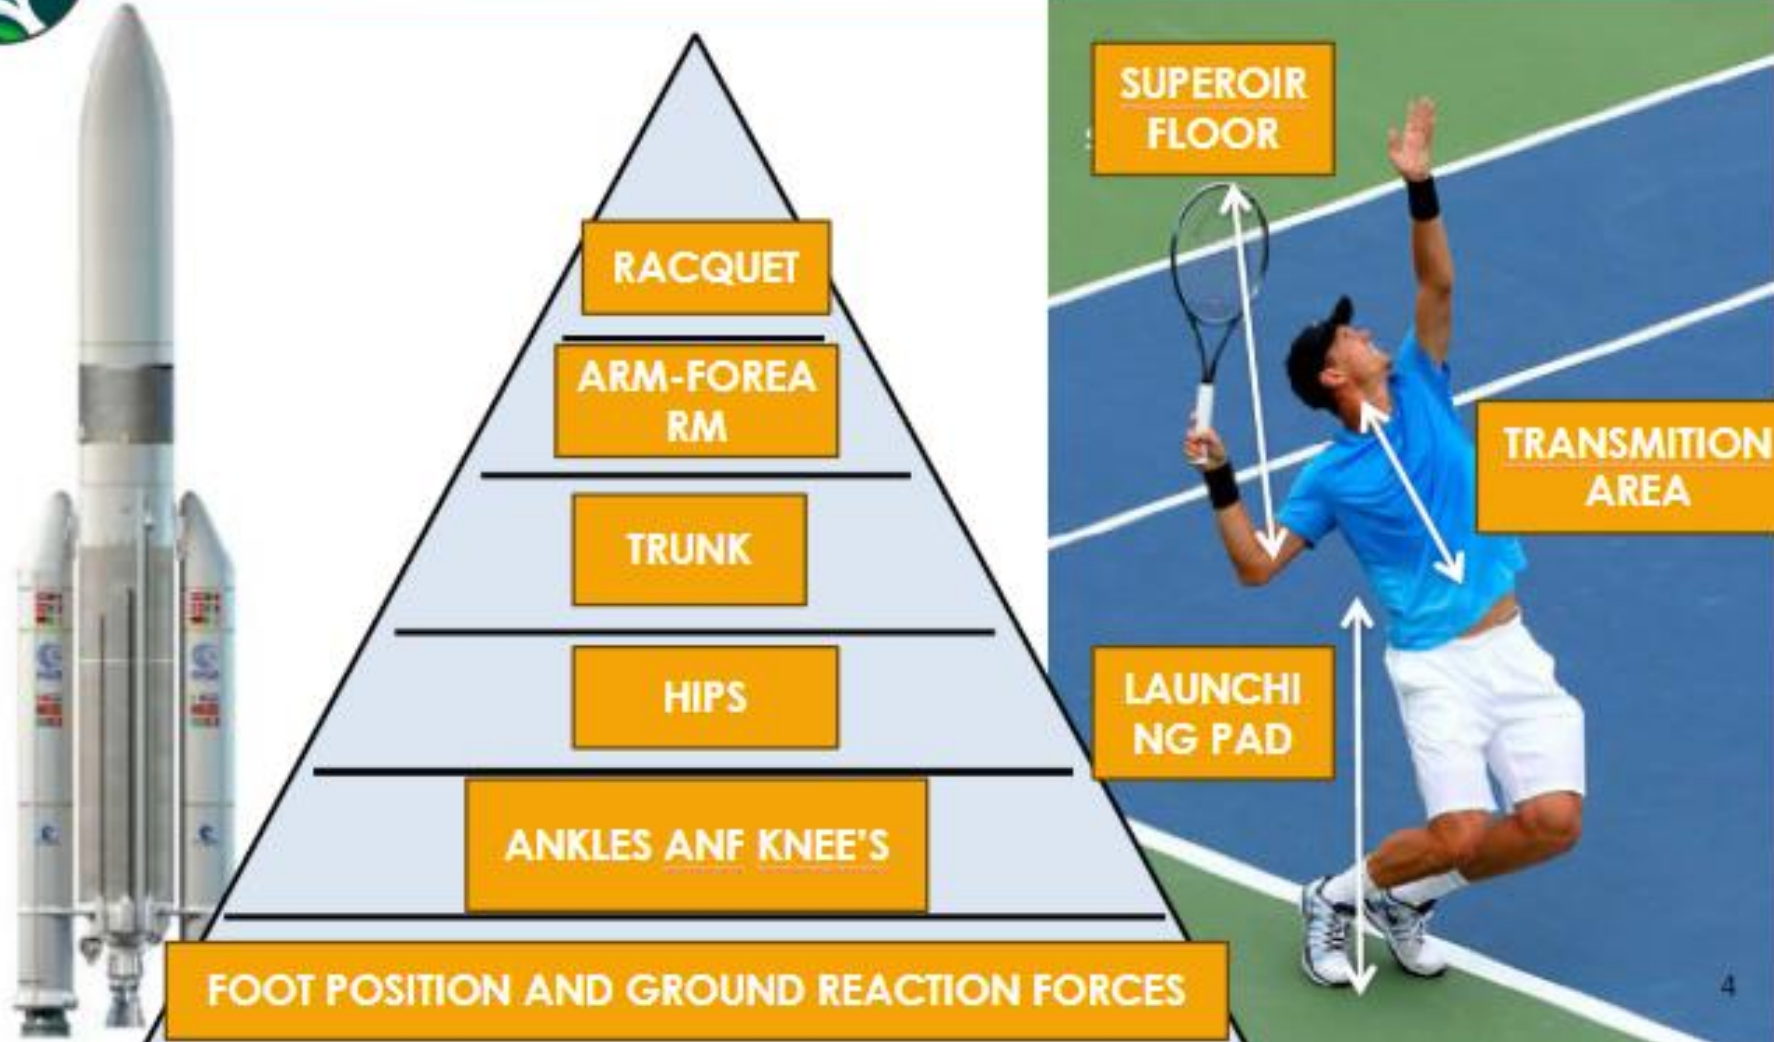 RACQUET
ARM-FOREA
RM
TRUNK
HIPS
ANKLES ANF KNEE'S
FOOT POSITION AND GROUND REACTION FORCES
SUPEROIR
FLOOR
TRANSMITION
AREA
LAUNCHI
NG PAD
4